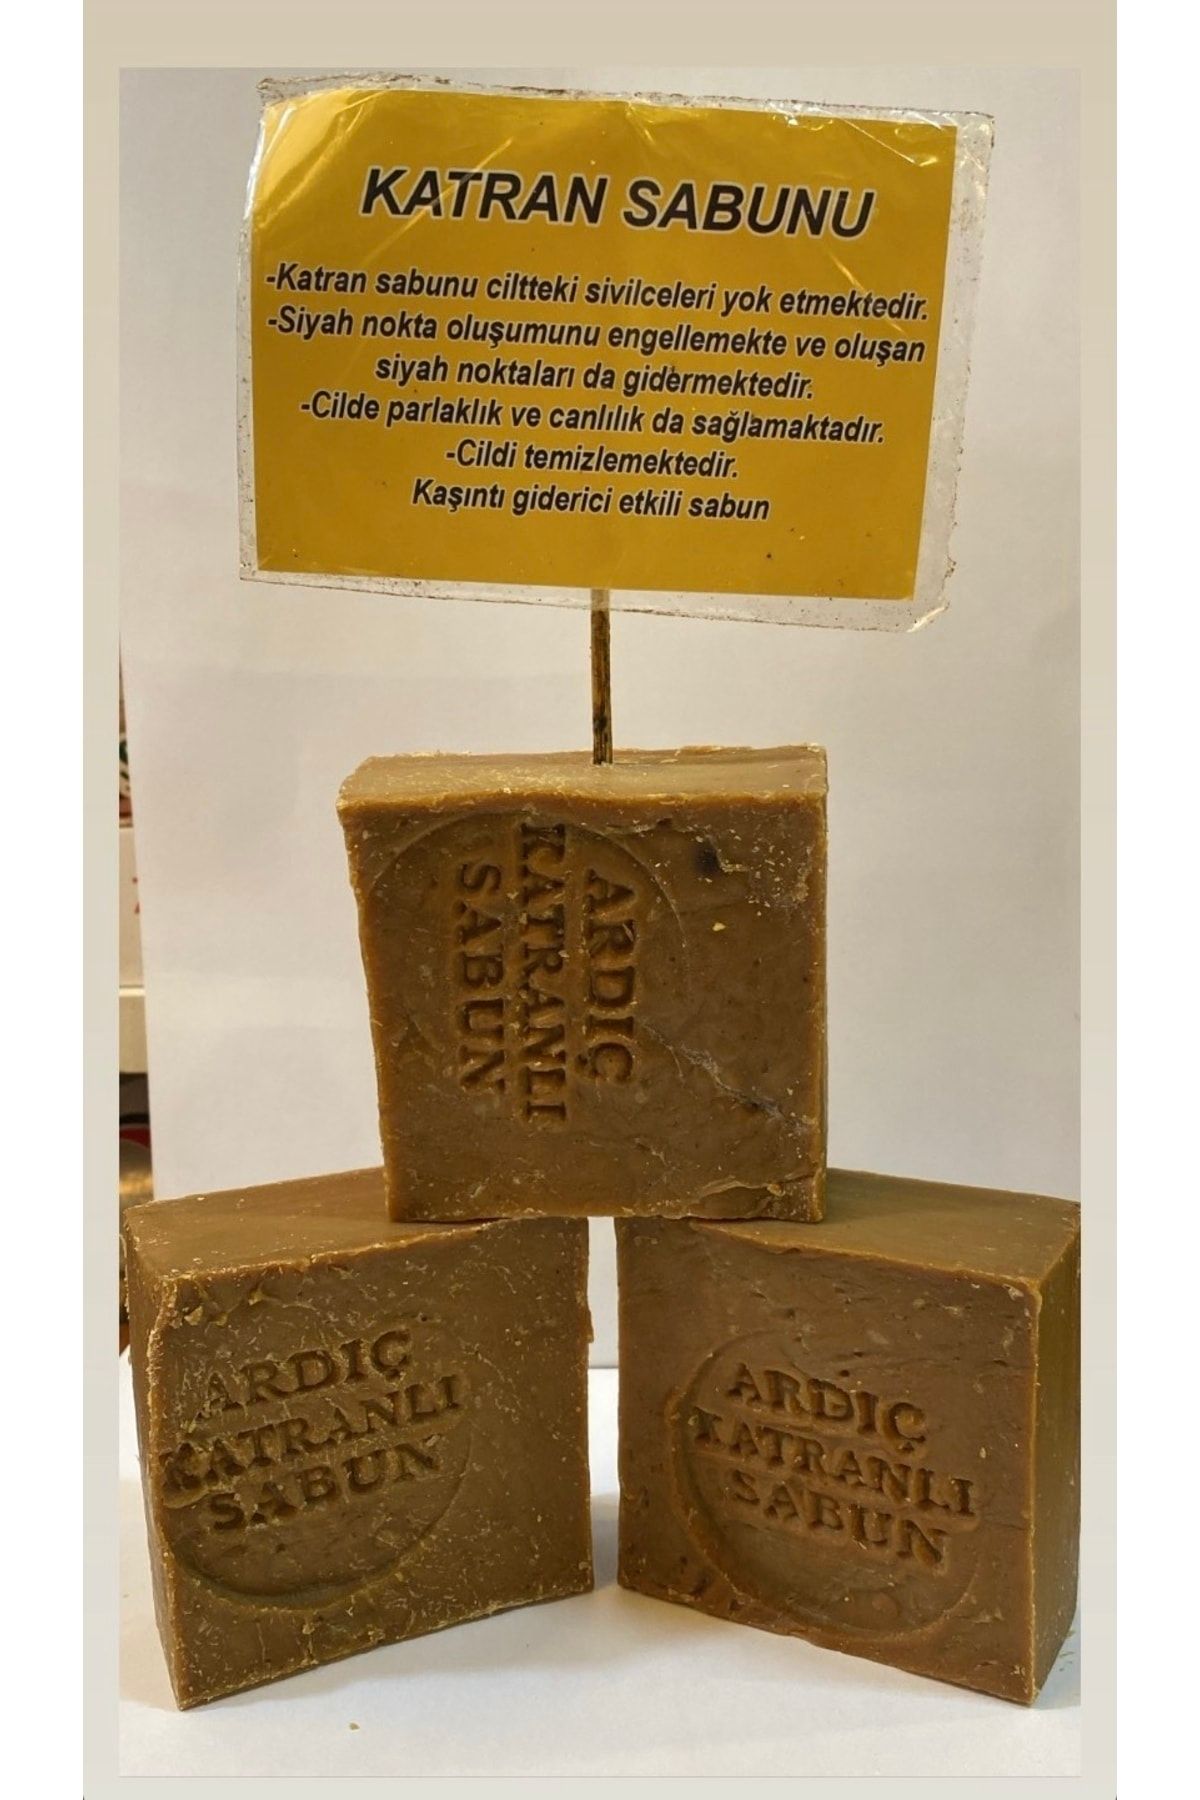 KATRAN SABUNU
-Katran sabunu ciltteki sivilceleri yok etmektedir.
-Siyah nokta oluşumunu engellemekte ve oluşan
siyah noktaları da gidermektedir.
-Cilde parlaklık ve canlılık da sağlamaktadır.
-Cildi temizlemektedir.
Kaşıntı giderici etkili sabun
ARDIÇ
KATRANLI
SABUN
ARDIÇ
KATRANLI
SABUN
ARDIÇ
KATRANLI
SABUN